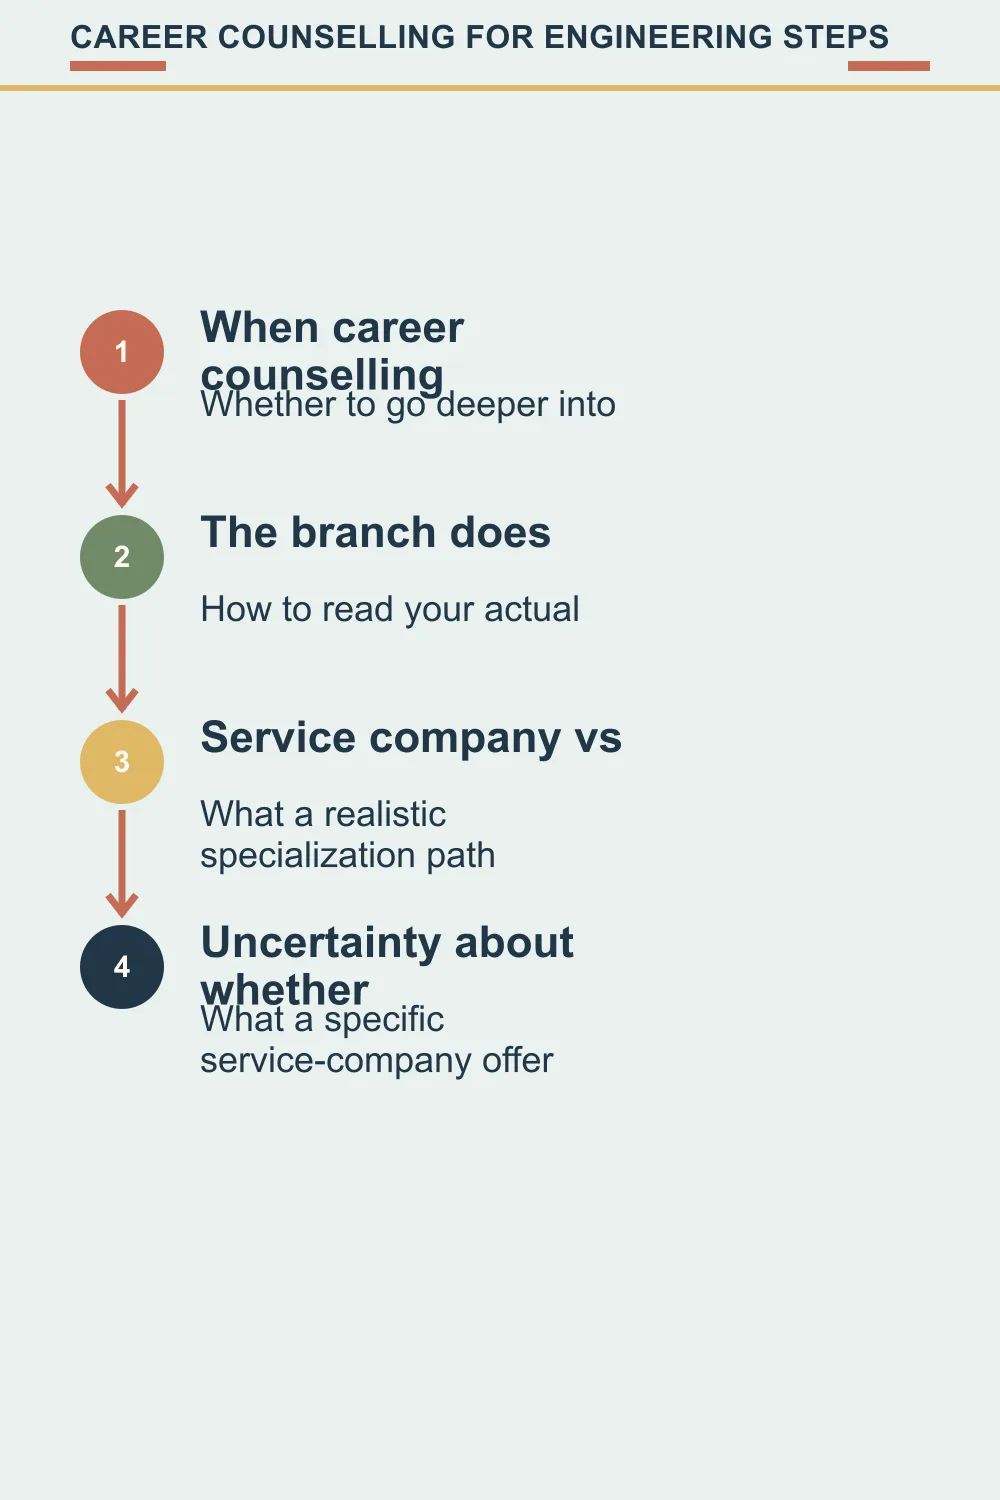 CAREER COUNSELLING FOR ENGINEERING STEPS
1
When career
counselling
Whether to go deeper into
2
The branch does
How to read your actual
3
Service company vs
What a realistic
specialization path
4
Uncertainty about
whether
What a specific
service-company offer